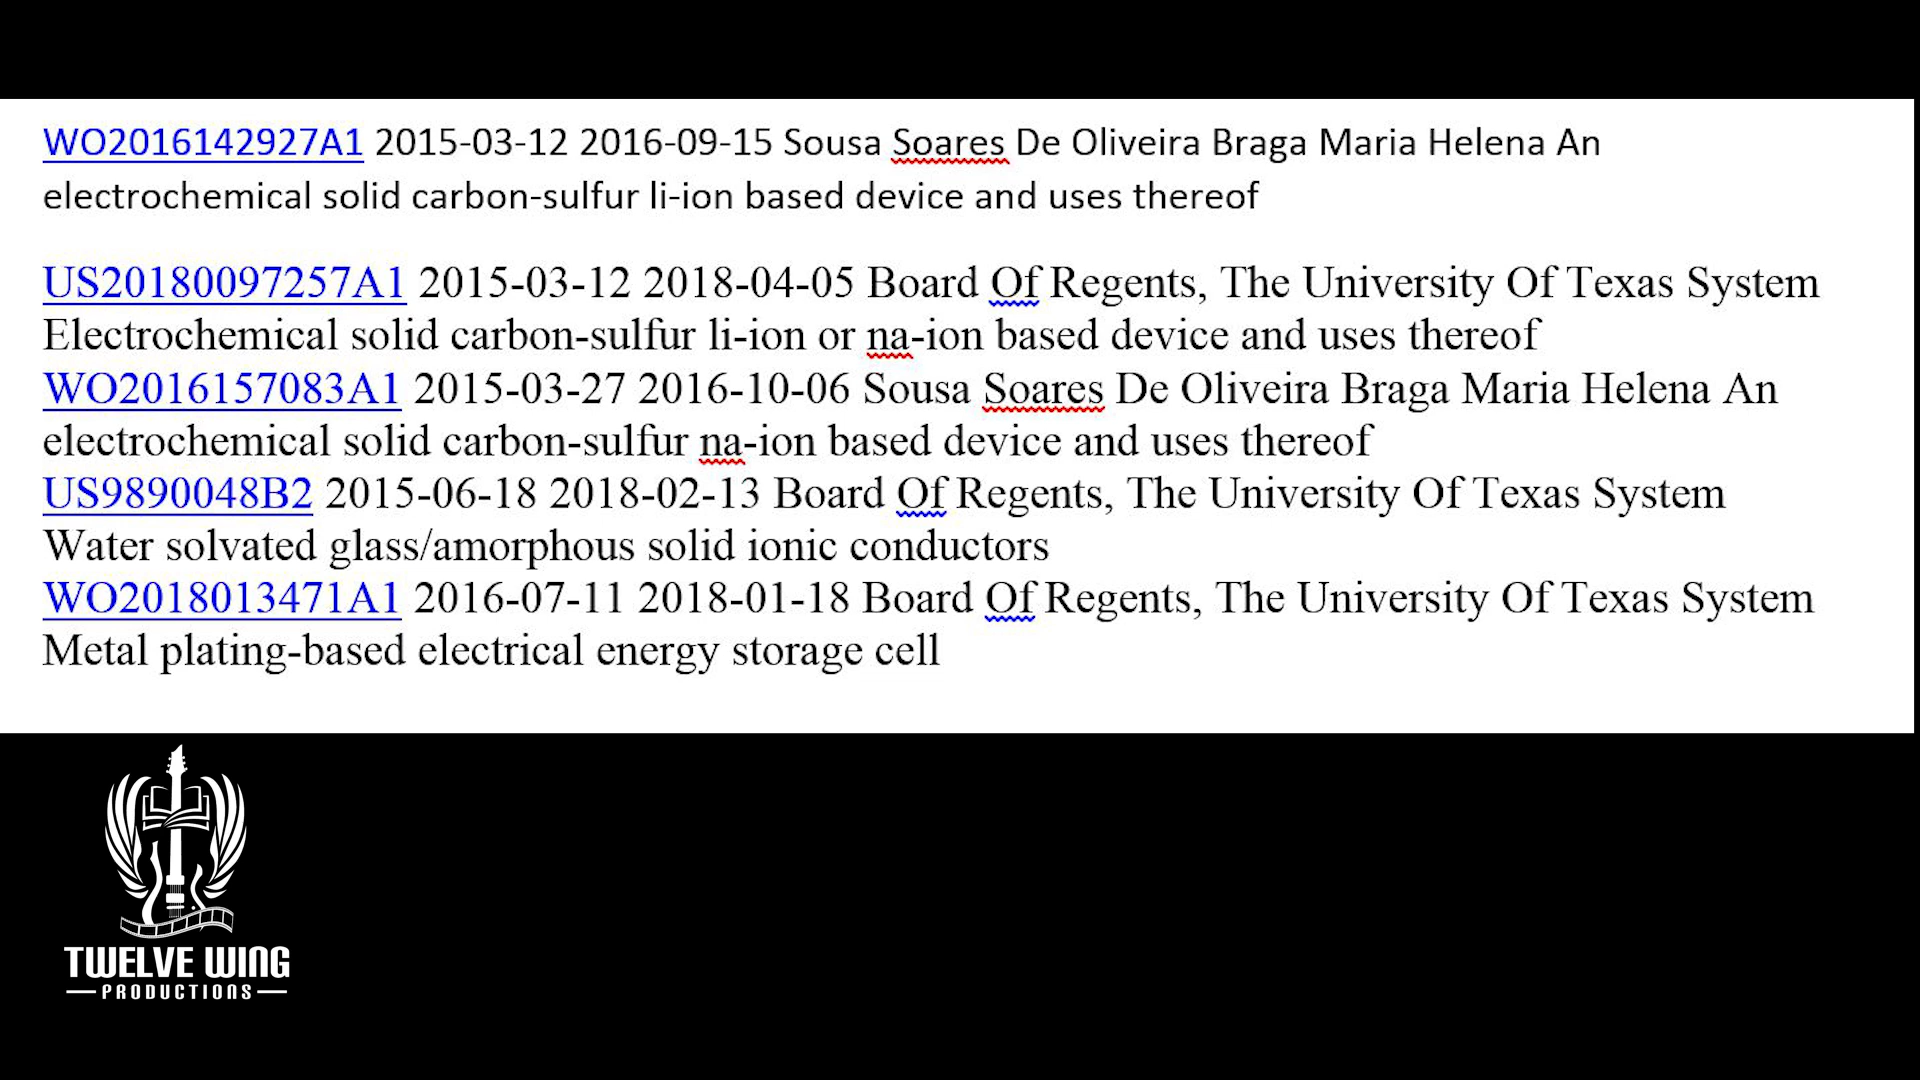 WO2016142927A1 2015-03-12 2016-09-15 Sousa Soares De Oliveira Braga Maria Helena An
electrochemical solid carbon-sulfur li-ion based device and uses thereof
US20180097257A1 2015-03-12 2018-04-05 Board Of Regents, The University Of Texas System
Electrochemical solid carbon-sulfur li-ion or na-ion based device and uses thereof
WO2016157083A1 2015-03-27 2016-10-06 Sousa Soares De Oliveira Braga Maria Helena An
electrochemical solid carbon-sulfur na-ion based device and uses thereof
US9890048B2 2015-06-18 2018-02-13 Board Of Regents, The University Of Texas System
Water solvated glass/amorphous solid ionic conductors
WO2018013471A1 2016-07-11 2018-01-18 Board Of Regents, The University Of Texas System
Metal plating-based electrical energy storage cell
TWELVE WING
PRODUCTIONS